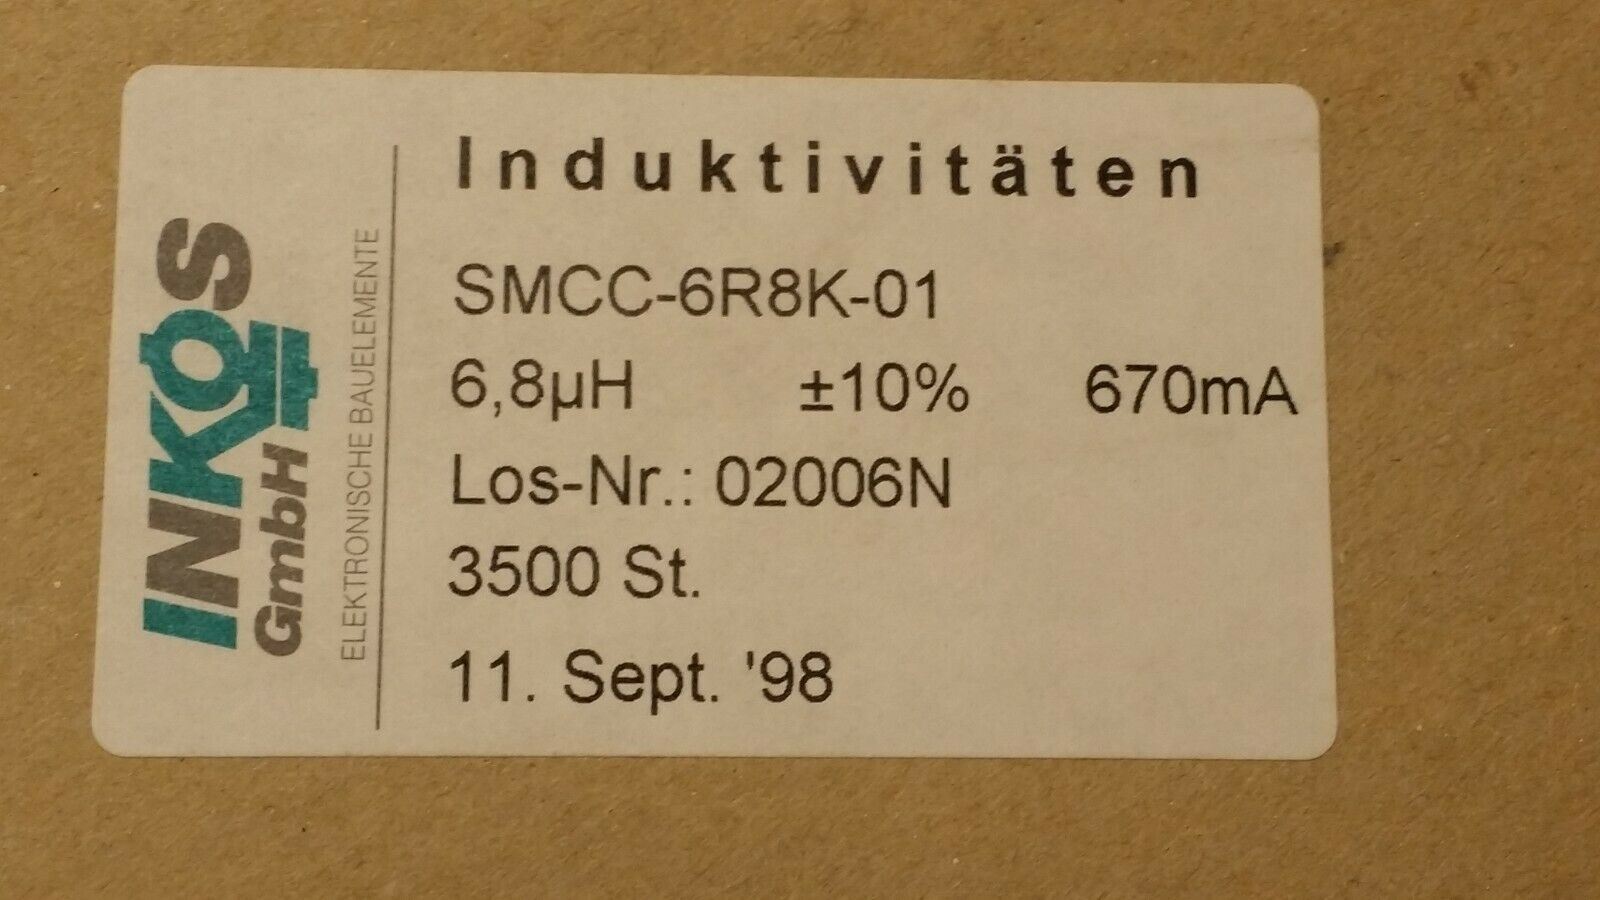 INKOS
GmbH
ELEKTRONISCHE BAUELEMENTE
Induktivitäten
SMCC-6R8K-01
6,8µH ±10% 670mA
Los-Nr.: 02006N
3500 St.
11. Sept. '98